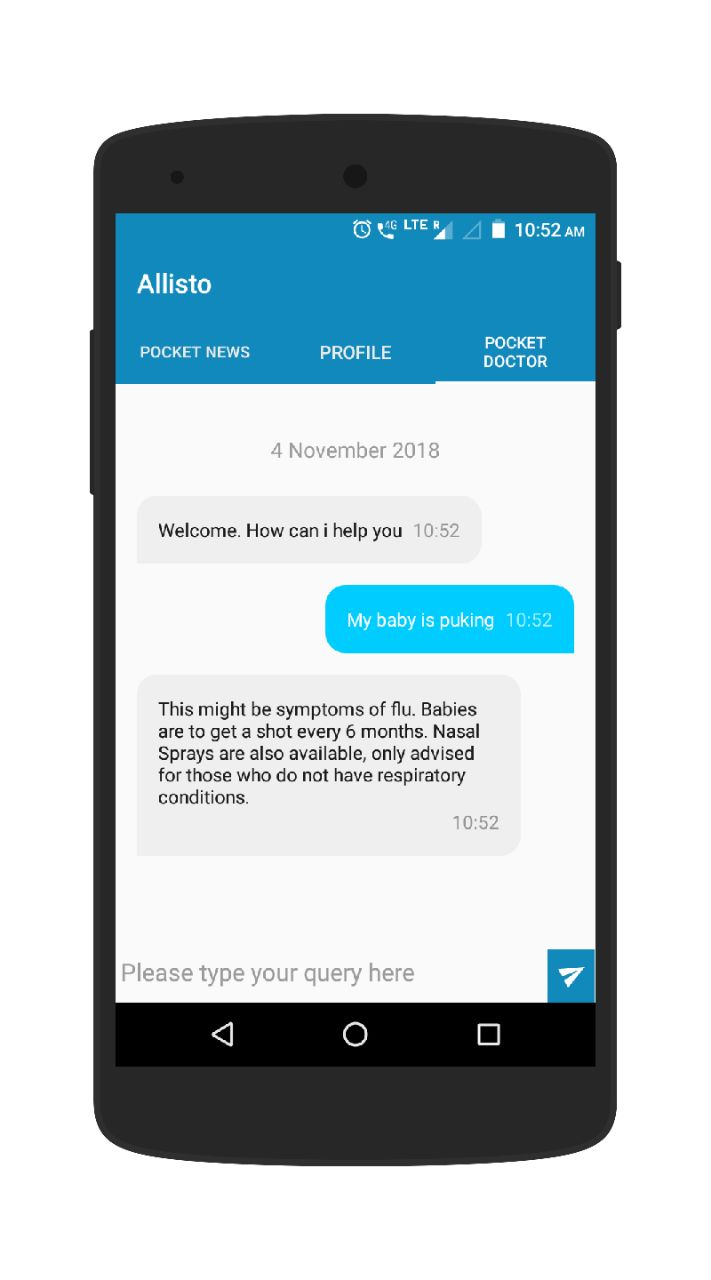 4G LTE R 10:52 AM
Allisto
POCKET NEWS PROFILE POCKET
DOCTOR
4 November 2018
Welcome. How can i help you 10:52
My baby is puking 10:52
This might be symptoms of flu. Babies
are to get a shot every 6 months. Nasal
Sprays are also available, only advised
for those who do not have respiratory
conditions.
10:52
Please type your query here